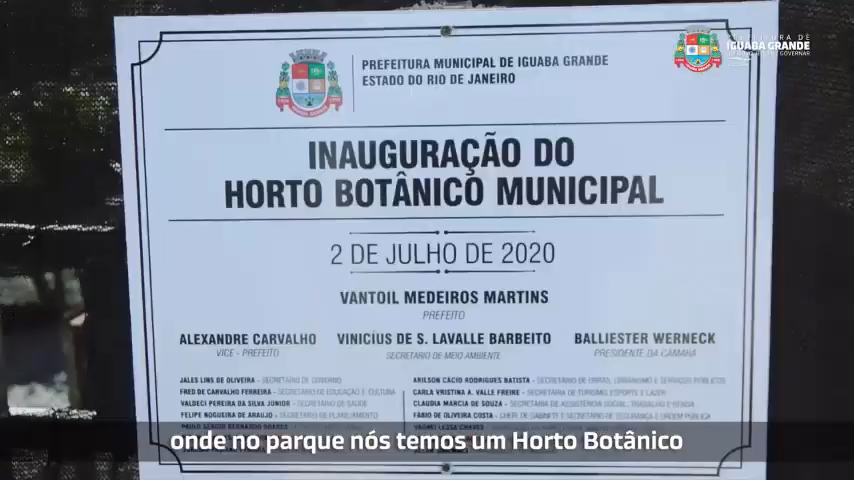 PREFEITURA DE
IGUABA GRANDE
PREFEITURA MUNICIPAL DE IGUABA GRANDE
ESTADO DO RIO DE JANEIRO
INAUGURAÇÃO DO
HORTO BOTÂNICO MUNICIPAL
2 DE JULHO DE 2020
VANTOIL MEDEIROS MARTINS
PREFEITO
ALEXANDRE CARVALHO VINICÍUS DE S. LAVALLE BARBEITO BALLIESTER WERNECK
VICE - PREFEITO SECRETÁRIO DE MEIO AMBIENTE PRESIDENTE DA CÂMARA
JALES LINS DE OLIVEIRA - SECRETÁRIO DE GOVERNO
FRED DE CARVALHO FERREIRA - SECRETÁRIO DE EDUCAÇÃO E CULTURA
VALDECI PEREIRA DA SILVA JÚNIOR - SECRETÁRIO DE SAÚDE
FELIPE NOGUEIRA DE ARAUJO - SECRETÁRIO DE PLANEJAMENTO
ARILSON CÁCIO RODRIGUES BATISTA - SECRETÁRIO DE OBRAS, URBANISMO E SERVIÇOS PÚBLICOS
CARLA VRISTINA A. VALLE FREIRE - SECRETÁRIA DE TURISMO, ESPORTE E LAZER
CLAUDIA MARCIA DE SOUZA - SECRETÁRIA DE ASSISTÊNCIA SOCIAL, TRABALHO E RENDA
FÁBIO DE OLIVEIRA COSTA - CHEFE DE GABINETE E SECRETÁRIO DE SEGURANÇA E ORDEM PÚBLICA
onde no parque nós temos um Horto Botânico